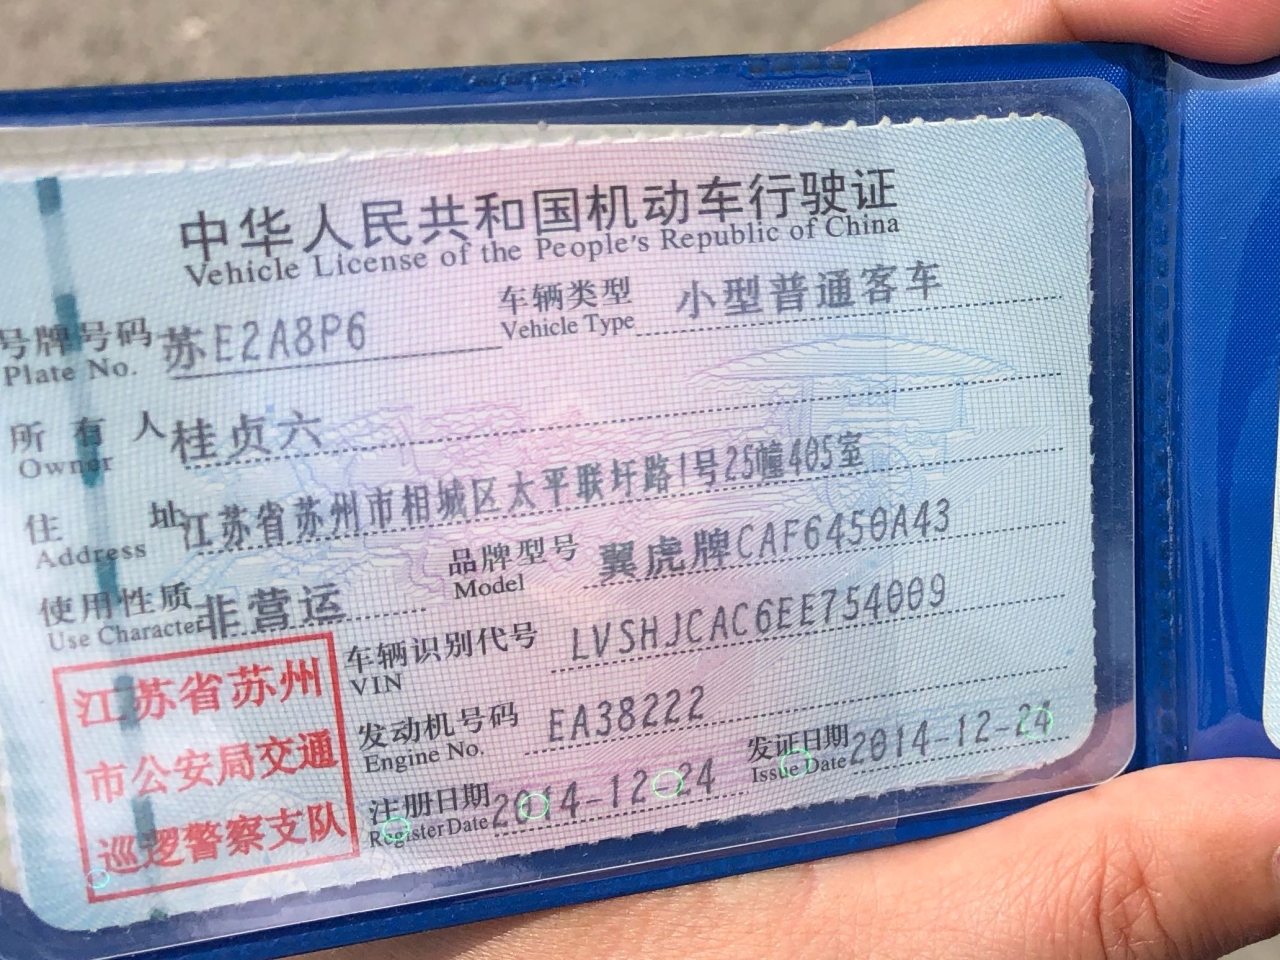 中华人民共和国机动车行驶证
Vehicle License of the People's Republic of China
号牌号码 苏E2A8P6 车辆类型 小型普通客车
Plate No. Vehicle Type
所有人 桂贞六
Owner
住址 江苏省苏州市相城区太平联圩路1号25幢405室
Address
使用性质 非营运 品牌型号 翼虎牌CAF6450A43
Use Character Model
车辆识别代号 LVSHJCAC6EE754009
VIN
发动机号码 EA38222
Engine No.
注册日期 2014-12-24 发证日期 2014-12-24
Register Date Issue Date
江苏省苏州
市公安局交通
巡逻警察支队